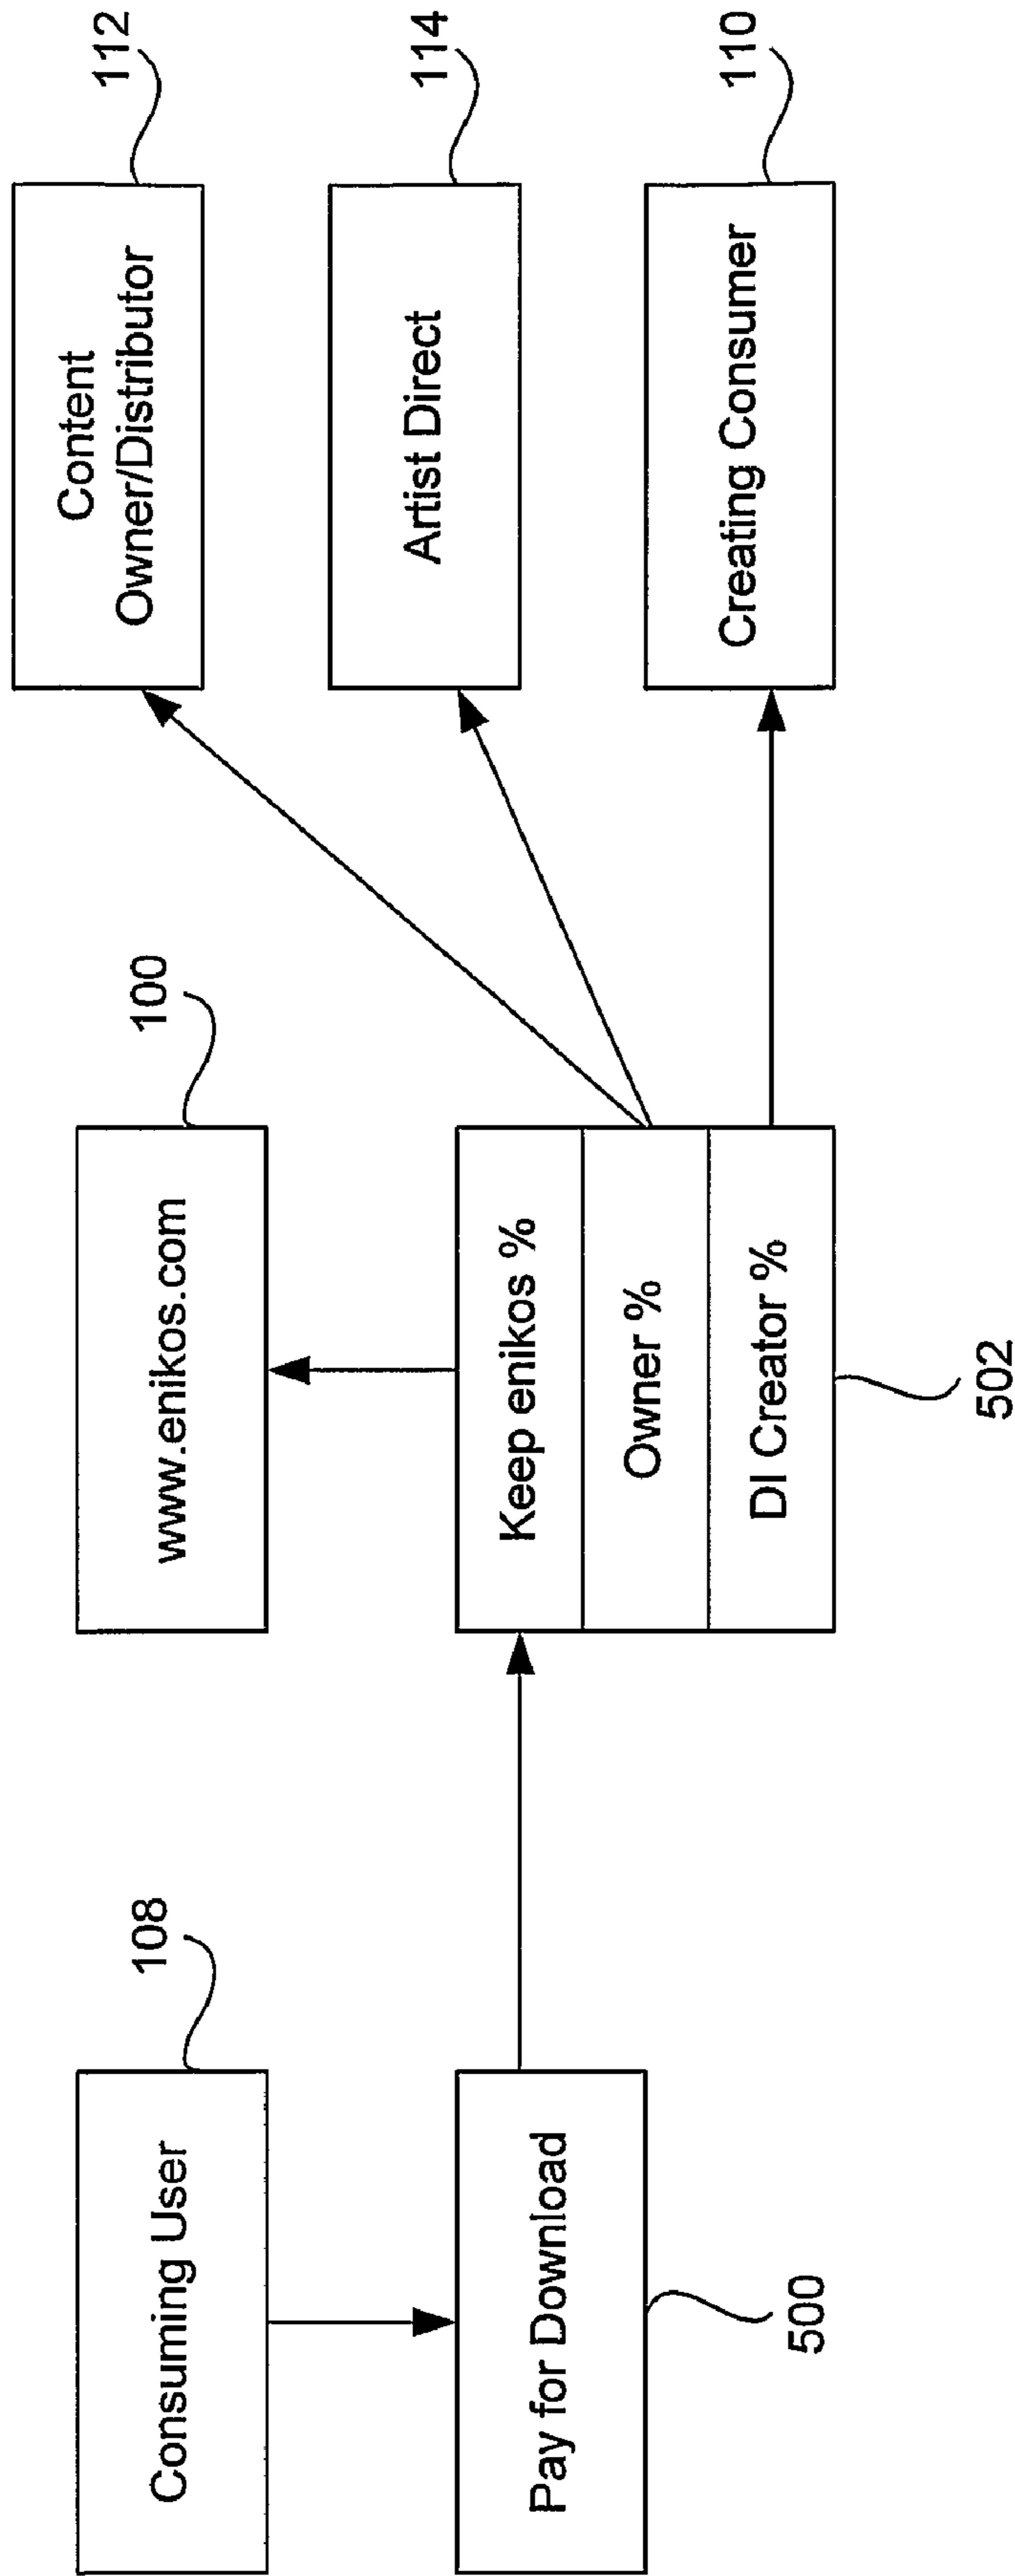 108
Consuming User
Pay for Download
500
100
www.enikos.com
Keep enikos %
Owner %
DI Creator %
502
112
Content
Owner/Distributor
114
Artist Direct
110
Creating Consumer